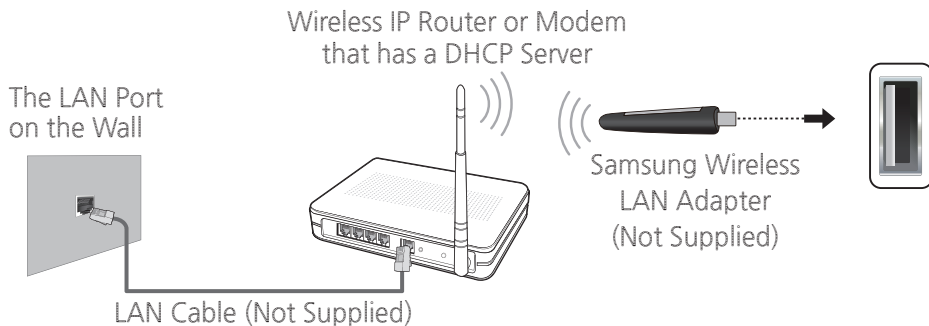 Wireless IP Router or Modem
that has a DHCP Server
The LAN Port
on the Wall
Samsung Wireless
LAN Adapter
(Not Supplied)
LAN Cable (Not Supplied)